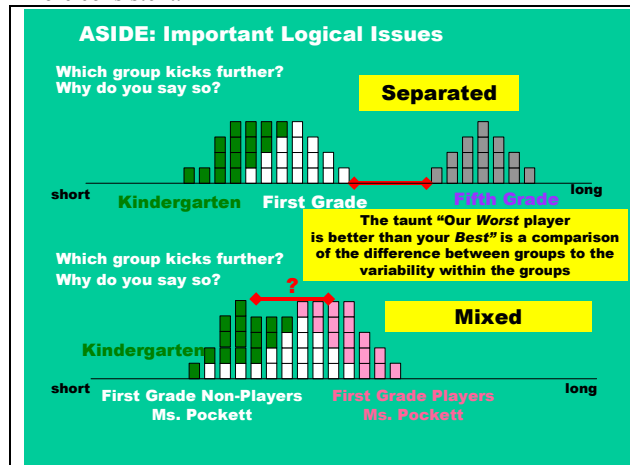 ASIDE: Important Logical Issues
Which group kicks further?
Why do you say so?
Separated
short
Kindergarten
First Grade
Fifth Grade
long
The taunt “Our Worst player
is better than your Best” is a comparison
of the difference between groups to the
variability within the groups
Which group kicks further?
Why do you say so?
?
Mixed
Kindergarten
short
long
First Grade Non-Players
Ms. Pockett
First Grade Players
Ms. Pockett